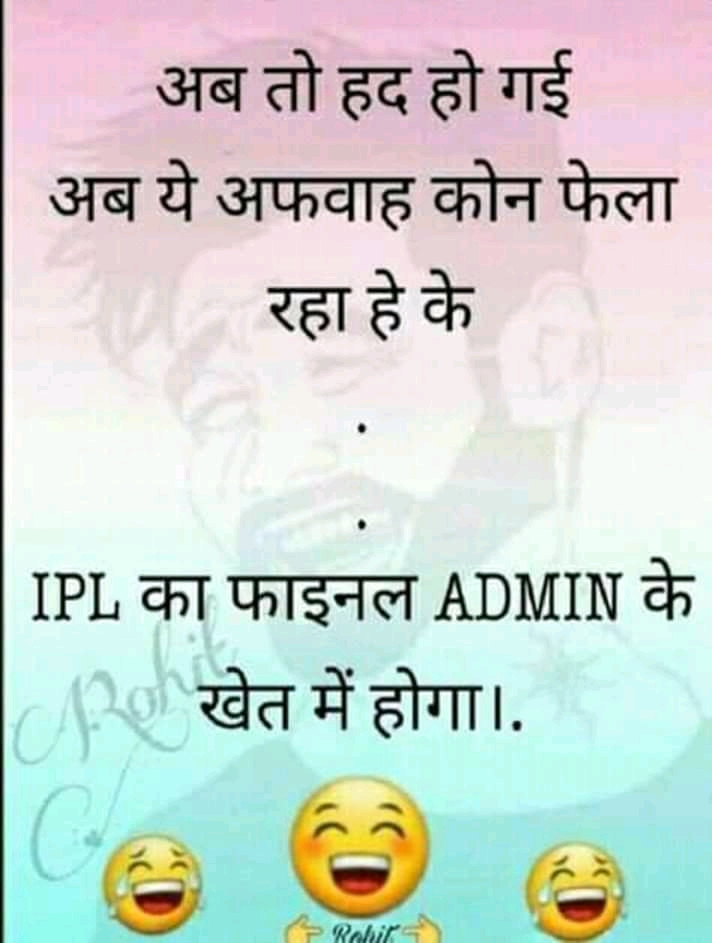 अब तो हद हो गई
अब ये अफवाह कोन फेला
रहा हे के
.
.
IPL का फाइनल ADMIN के
खेत में होगा।.
Rohit
Rohit